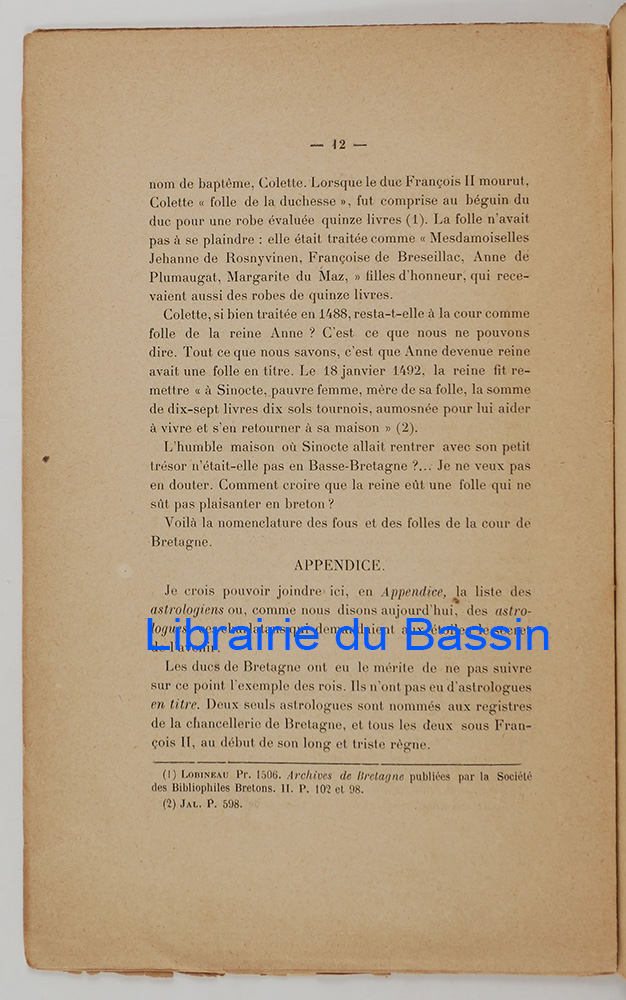 — 12 —
nom de baptême, Colette. Lorsque le duc François II mourut,
Colette « folle de la duchesse », fut comprise au béguin du
duc pour une robe évaluée quinze livres (1). La folle n'avait
pas à se plaindre : elle était traitée comme « Mesdamoiselles
Jehanne de Rosnyvinen, Françoise de Breseillac, Anne de
Plumaugat, Margarite du Maz, » filles d'honneur, qui rece-
vaient aussi des robes de quinze livres.
Colette, si bien traitée en 1488, resta-t-elle à la cour comme
folle de la reine Anne ? C'est ce que nous ne pouvons
dire. Tout ce que nous savons, c'est que Anne devenue reine
avait une folle en titre. Le 18 janvier 1492, la reine fit re-
mettre « à Sinocte, pauvre femme, mère de sa folle, la somme
de dix-sept livres dix sols tournois, aumosnée pour lui aider
à vivre et s'en retourner à sa maison » (2).
L'humble maison où Sinocte allait rentrer avec son petit
trésor n'était-elle pas en Basse-Bretagne ?... Je ne veux pas
en douter. Comment croire que la reine eût une folle qui ne
sût pas plaisanter en breton ?
Voilà la nomenclature des fous et des folles de la cour de
Bretagne.
APPENDICE.
Je crois pouvoir joindre ici, en Appendice, la liste des
astrologiens ou, comme nous disons aujourd'hui, des astro-
logues, ces charlatans qui demandaient aux étoiles le secret
de l'avenir.
Librairie du Bassin
Les ducs de Bretagne ont eu le mérite de ne pas suivre
sur ce point l'exemple des rois. Ils n'ont pas eu d'astrologues
en titre. Deux seuls astrologues sont nommés aux registres
de la chancellerie de Bretagne, et tous les deux sous Fran-
çois II, au début de son long et triste règne.
(1) Lobineau Pr. 1506. Archives de Bretagne publiées par la Société
des Bibliophiles Bretons. II. P. 102 et 98.
(2) Jal. P. 598.